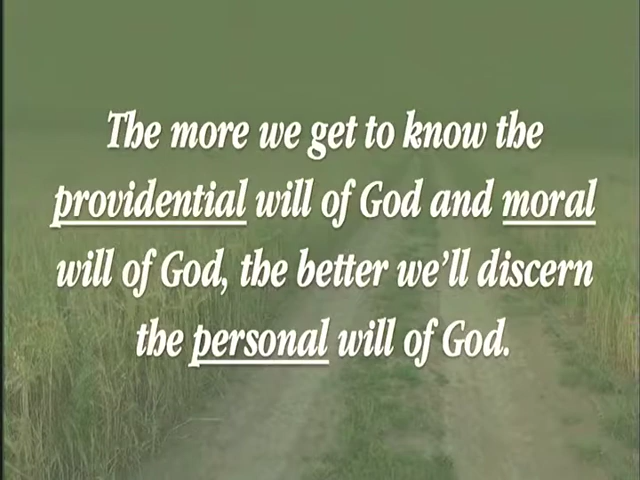 The more we get to know the
providential will of God and moral
will of God, the better we'll discern
the personal will of God.